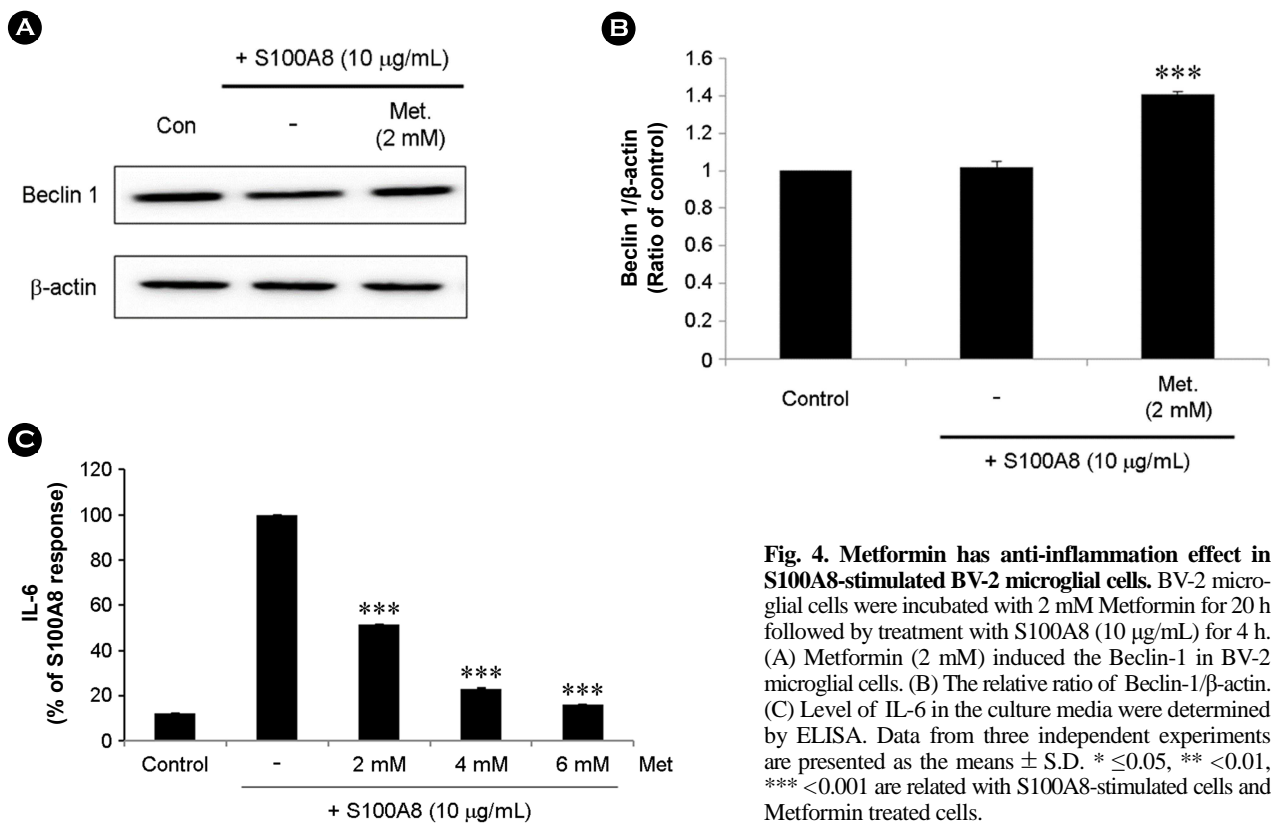 A
+ S100A8 (10 μg/mL)
Con
-
Met.
(2 mM)
Beclin 1
β-actin
B
Beclin 1/β-actin
(Ratio of control)
1.6
1.4
1.2
1
0.8
0.6
0.4
0.2
0
***
Control
-
Met.
(2 mM)
+ S100A8 (10 μg/mL)
C
IL-6
(% of S100A8 response)
120
100
80
60
40
20
0
***
***
***
Control
-
2 mM
4 mM
6 mM
Met
+ S100A8 (10 μg/mL)
Fig. 4. Metformin has anti-inflammation effect in
S100A8-stimulated BV-2 microglial cells. BV-2 micro-
glial cells were incubated with 2 mM Metformin for 20 h
followed by treatment with S100A8 (10 μg/mL) for 4 h.
(A) Metformin (2 mM) induced the Beclin-1 in BV-2
microglial cells. (B) The relative ratio of Beclin-1/β-actin.
(C) Level of IL-6 in the culture media were determined
by ELISA. Data from three independent experiments
are presented as the means ± S.D. * ≤0.05, ** <0.01,
*** <0.001 are related with S100A8-stimulated cells and
Metformin treated cells.